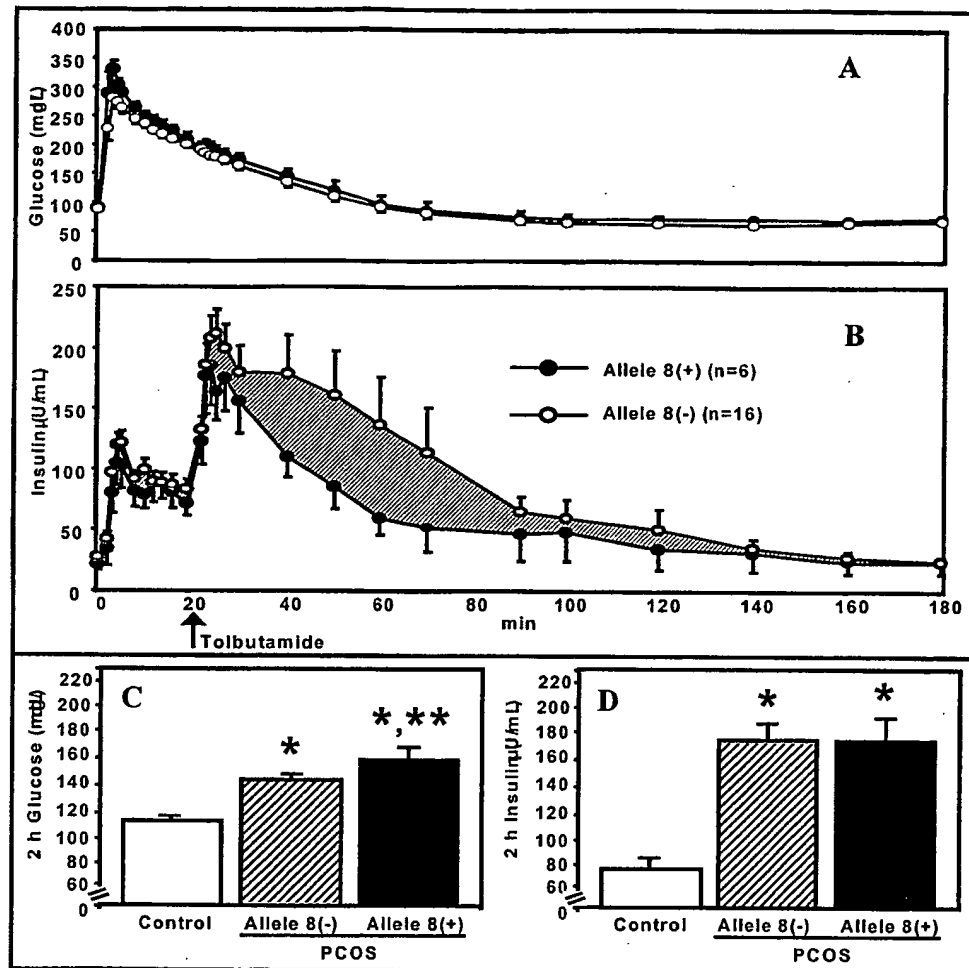 A
Glucose (mg/dL)
400
350
300
250
200
150
100
50
0
B
Insulin (µU/mL)
250
200
150
100
50
0
Allele 8(+) (n=6)
Allele 8(-) (n=16)
0 20 40 60 80 100 120 140 160 180
min
Tolbutamide
C
2 h Glucose (mg/dL)
220
200
180
160
140
120
100
80
60
0
*
*,**
Control Allele 8(-) Allele 8(+)
PCOS
D
2 h Insulin (µU/mL)
220
200
180
160
140
120
100
80
60
0
*
*
Control Allele 8(-) Allele 8(+)
PCOS